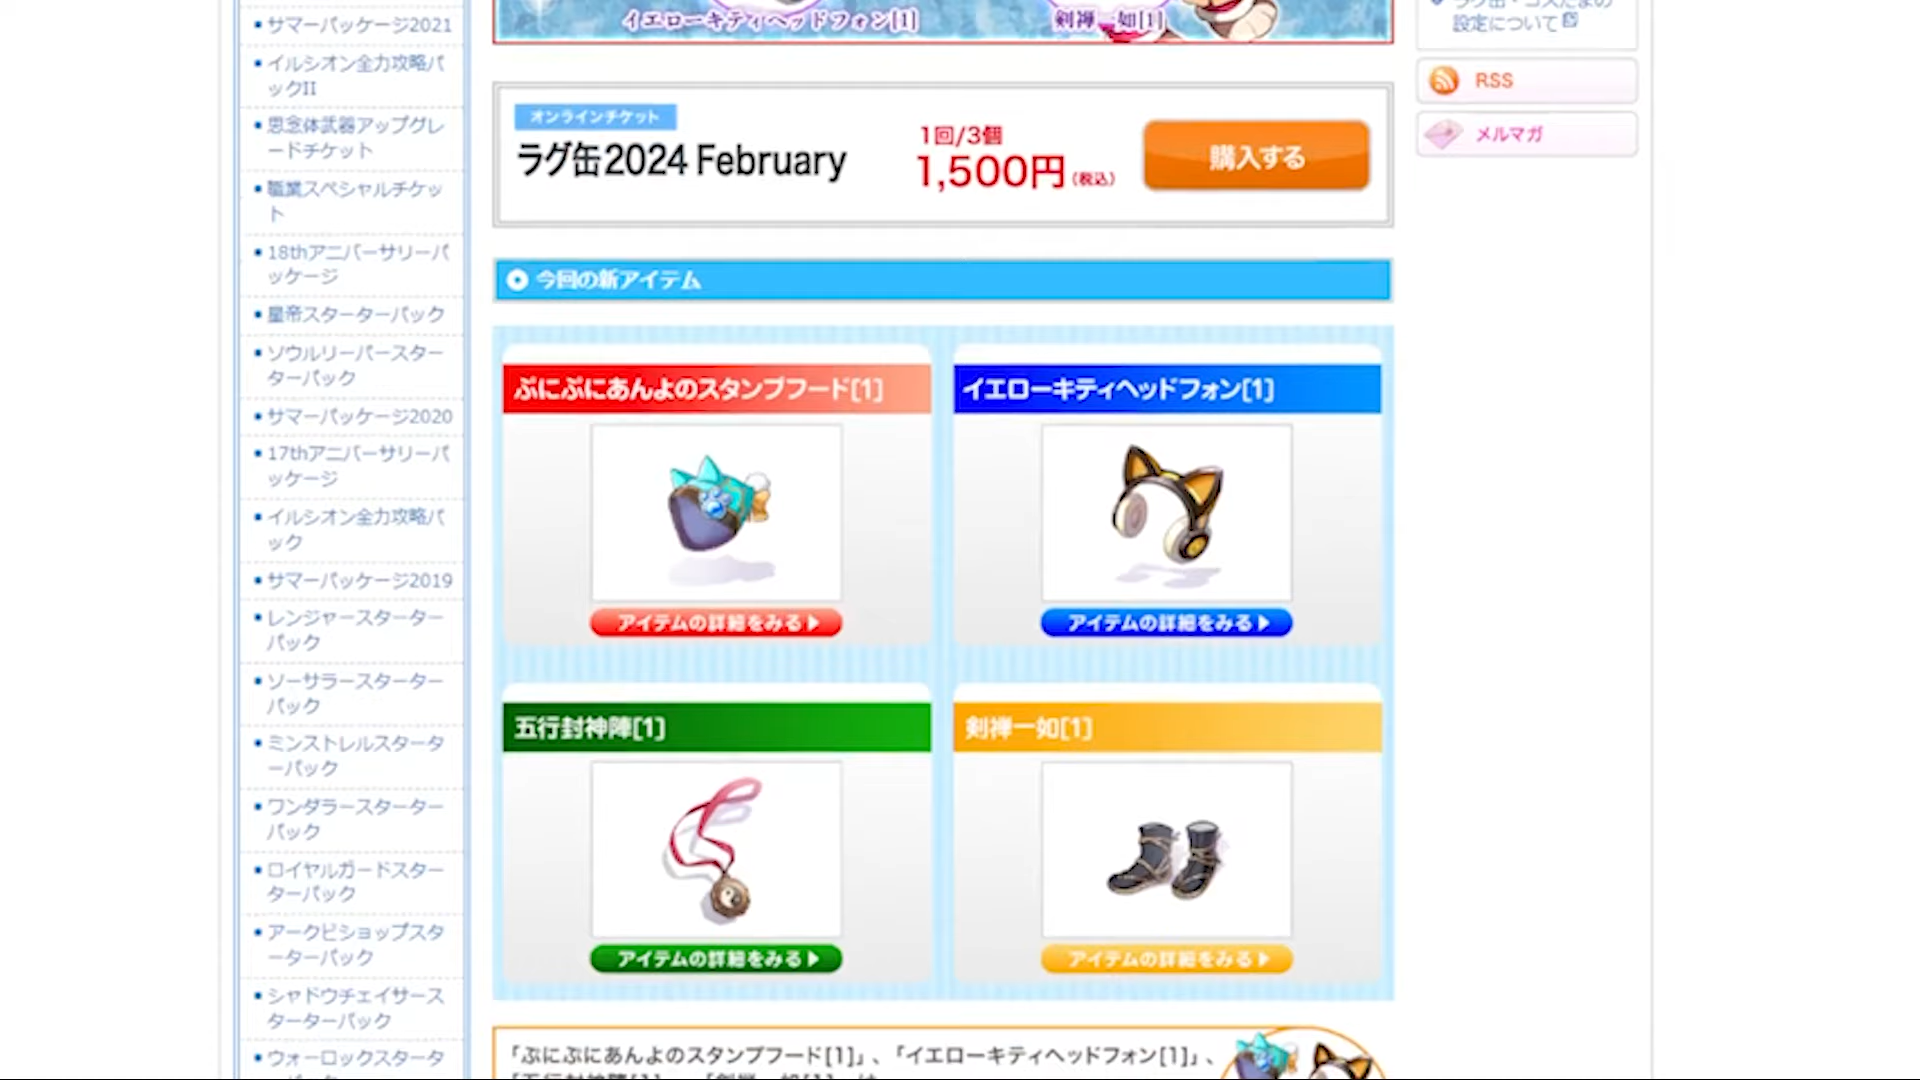 サマーパッケージ2021
イルシオン全力攻略パ
ックII
思念体武器アップグレ
ードチケット
職業スペシャルチケッ
ト
18thアニバーサリーパ
ッケージ
星帝スターターパック
ソウルリーパースター
ターパック
サマーパッケージ2020
17thアニバーサリーパ
ッケージ
イルシオン全力攻略パ
ック
サマーパッケージ2019
レンジャースターター
パック
ソーサラースターター
パック
ミンストレルスタータ
ーパック
ワンダラースターター
パック
ロイヤルガードスター
ターパック
アークビショップスタ
ーターパック
シャドウチェイサース
ターターパック
ウォーロックスタータ
イエローキティヘッドフォン[1]
剣禅一如[1]
オンラインチケット
ラグ缶2024 February
1回/3個
1,500円(税込)
購入する
今回の新アイテム
ぷにぷにあんよのスタンプフード[1]
イエローキティヘッドフォン[1]
アイテムの詳細をみる
アイテムの詳細をみる
五行封神陣[1]
剣禅一如[1]
アイテムの詳細をみる
アイテムの詳細をみる
「ぷにぷにあんよのスタンプフード[1]」、「イエローキティヘッドフォン[1]」、
設定について
RSS
メルマガ